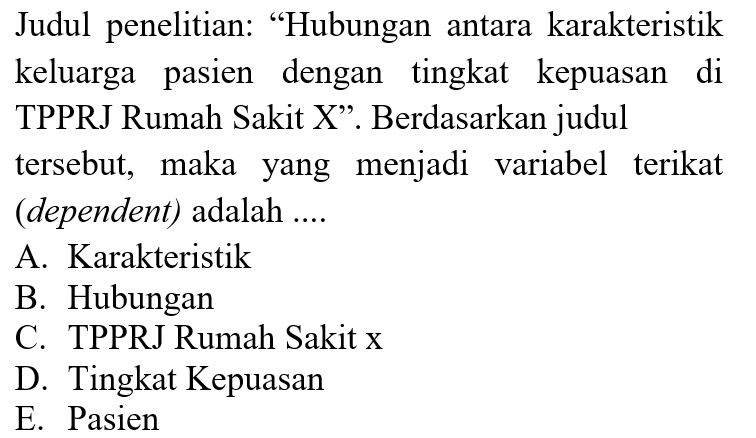 Judul penelitian: “Hubungan antara karakteristik
keluarga pasien dengan tingkat kepuasan di
TPPRJ Rumah Sakit X”. Berdasarkan judul
tersebut, maka yang menjadi variabel terikat
(dependent) adalah ....
A. Karakteristik
B. Hubungan
C. TPPRJ Rumah Sakit x
D. Tingkat Kepuasan
E. Pasien